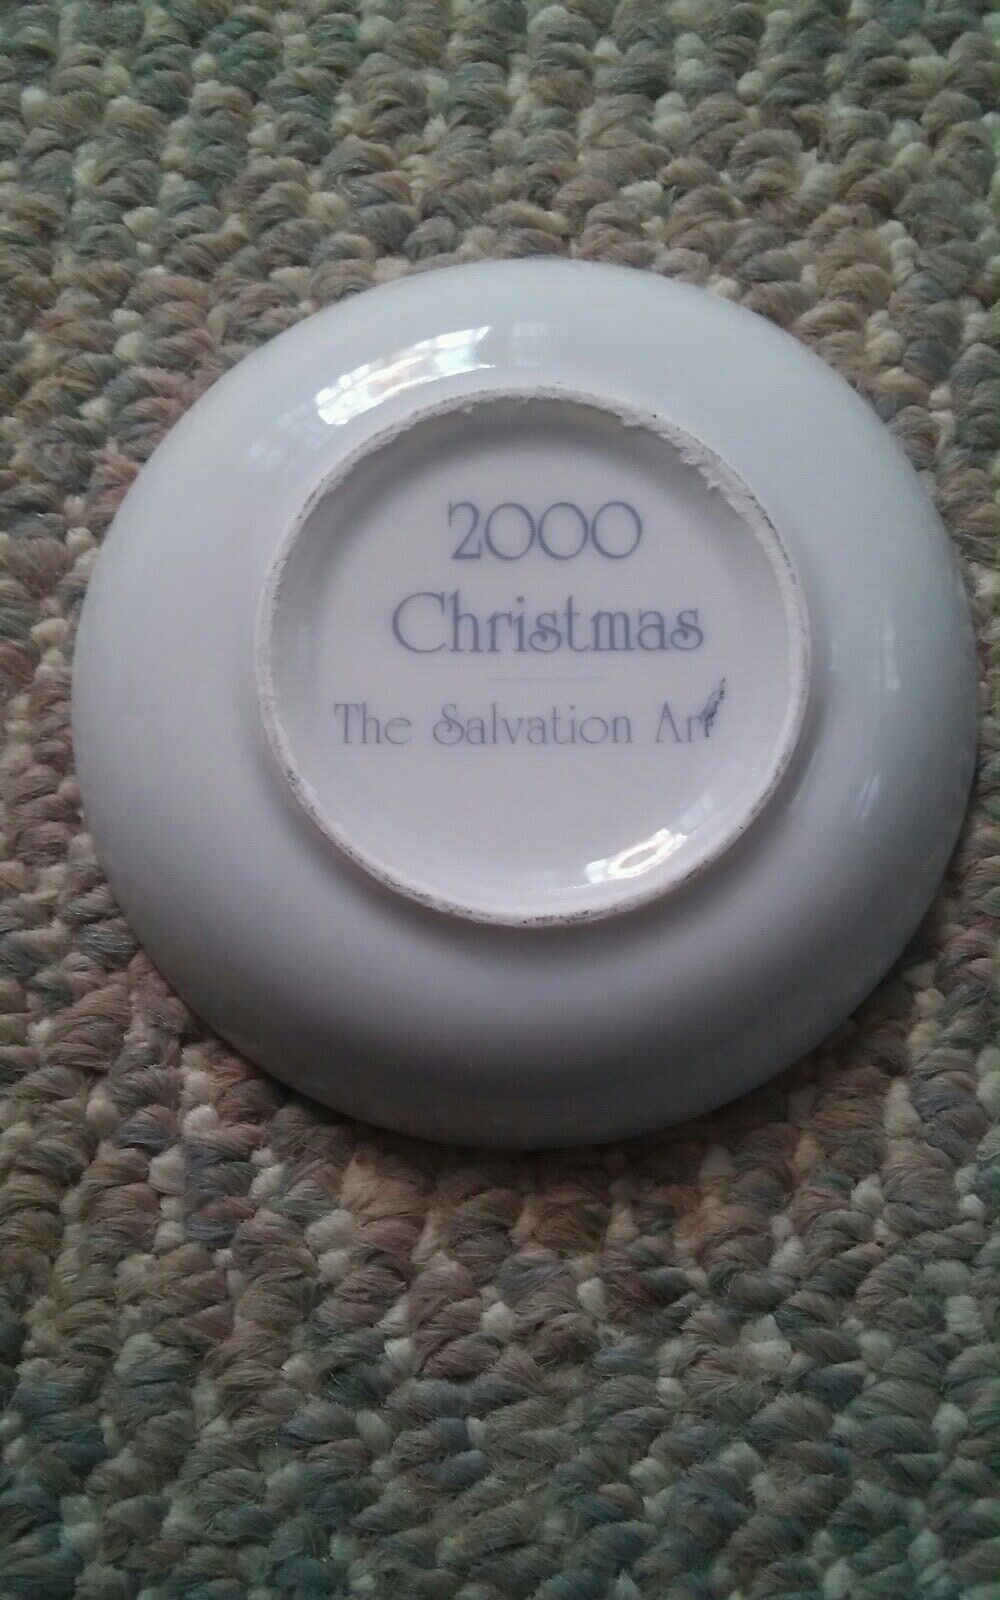 2000
Christmas
The Salvation Ar